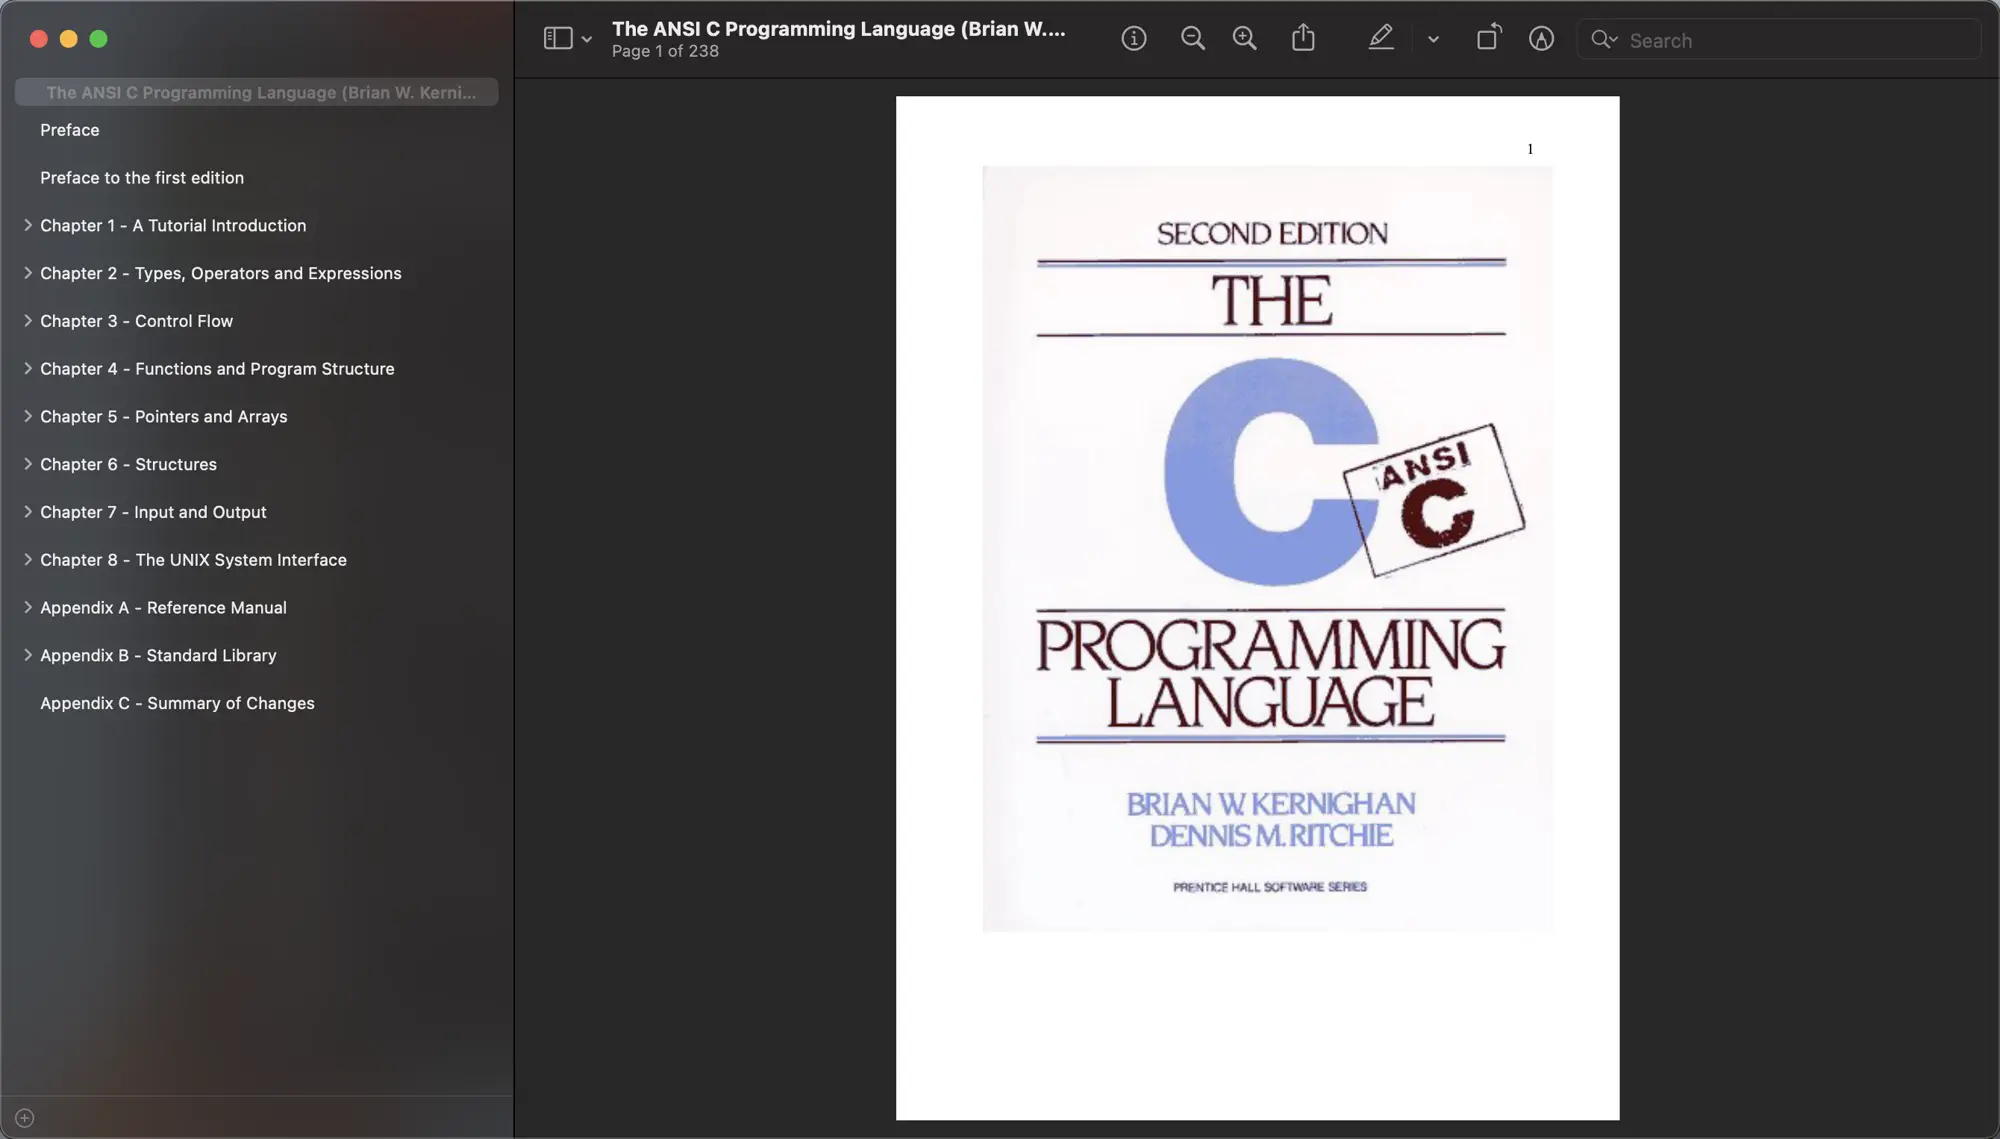 The ANSI C Programming Language (Brian W. Kerni...
Preface
Preface to the first edition
Chapter 1 - A Tutorial Introduction
Chapter 2 - Types, Operators and Expressions
Chapter 3 - Control Flow
Chapter 4 - Functions and Program Structure
Chapter 5 - Pointers and Arrays
Chapter 6 - Structures
Chapter 7 - Input and Output
Chapter 8 - The UNIX System Interface
Appendix A - Reference Manual
Appendix B - Standard Library
Appendix C - Summary of Changes
The ANSI C Programming Language (Brian W....
Page 1 of 238
Search
1
SECOND EDITION
THE
C
ANSI
C
PROGRAMMING
LANGUAGE
BRIAN W. KERNIGHAN
DENNIS M. RITCHIE
PRENTICE HALL SOFTWARE SERIES